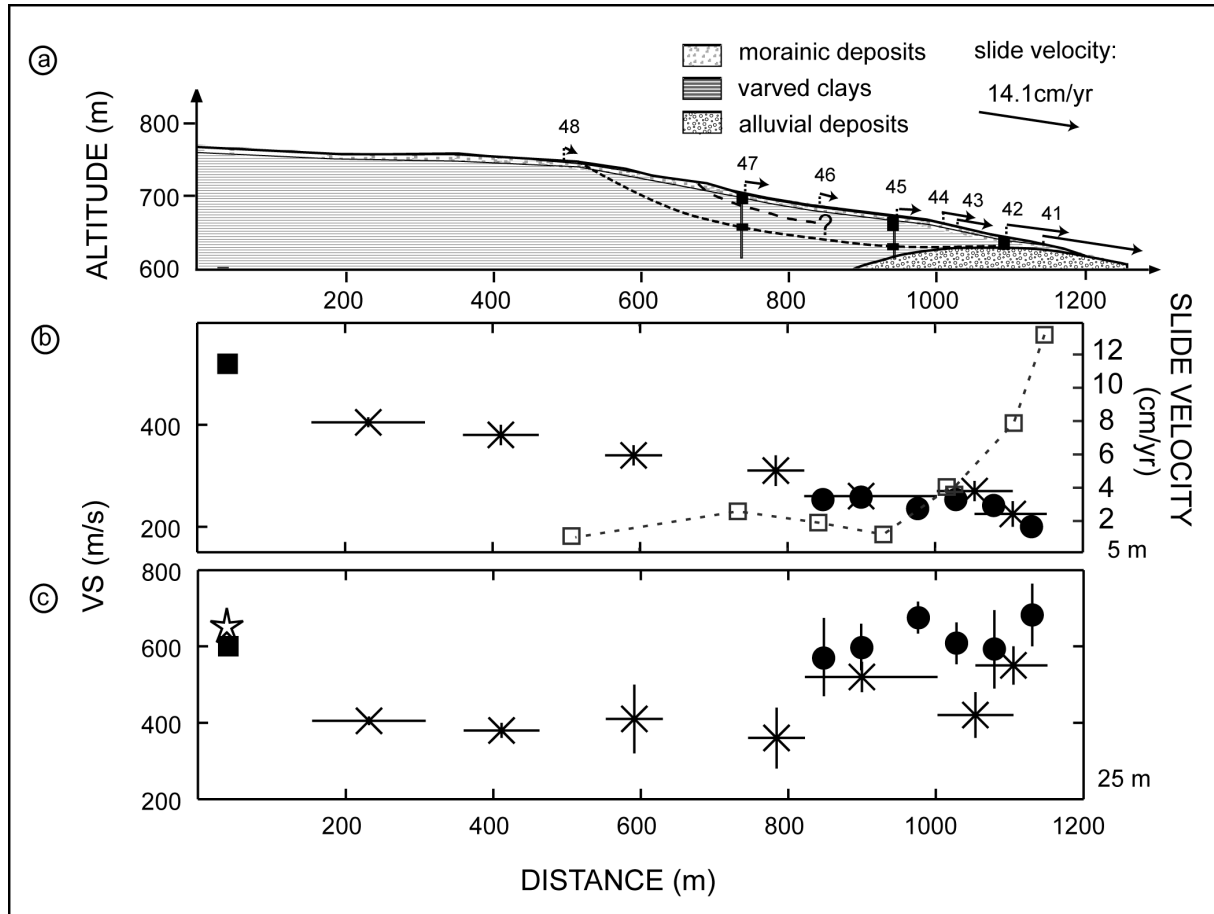 a
morainic deposits
varved clays
alluvial deposits
slide velocity:
14.1cm/yr
ALTITUDE (m)
800
700
600
48
47
46
45
44
43
42
41
?
200
400
600
800
1000
1200
b
400
200
12
10
8
6
4
2
SLIDE VELOCITY
(cm/yr)
5 m
VS (m/s)
c
800
600
400
200
25 m
200
400
600
800
1000
1200
DISTANCE (m)